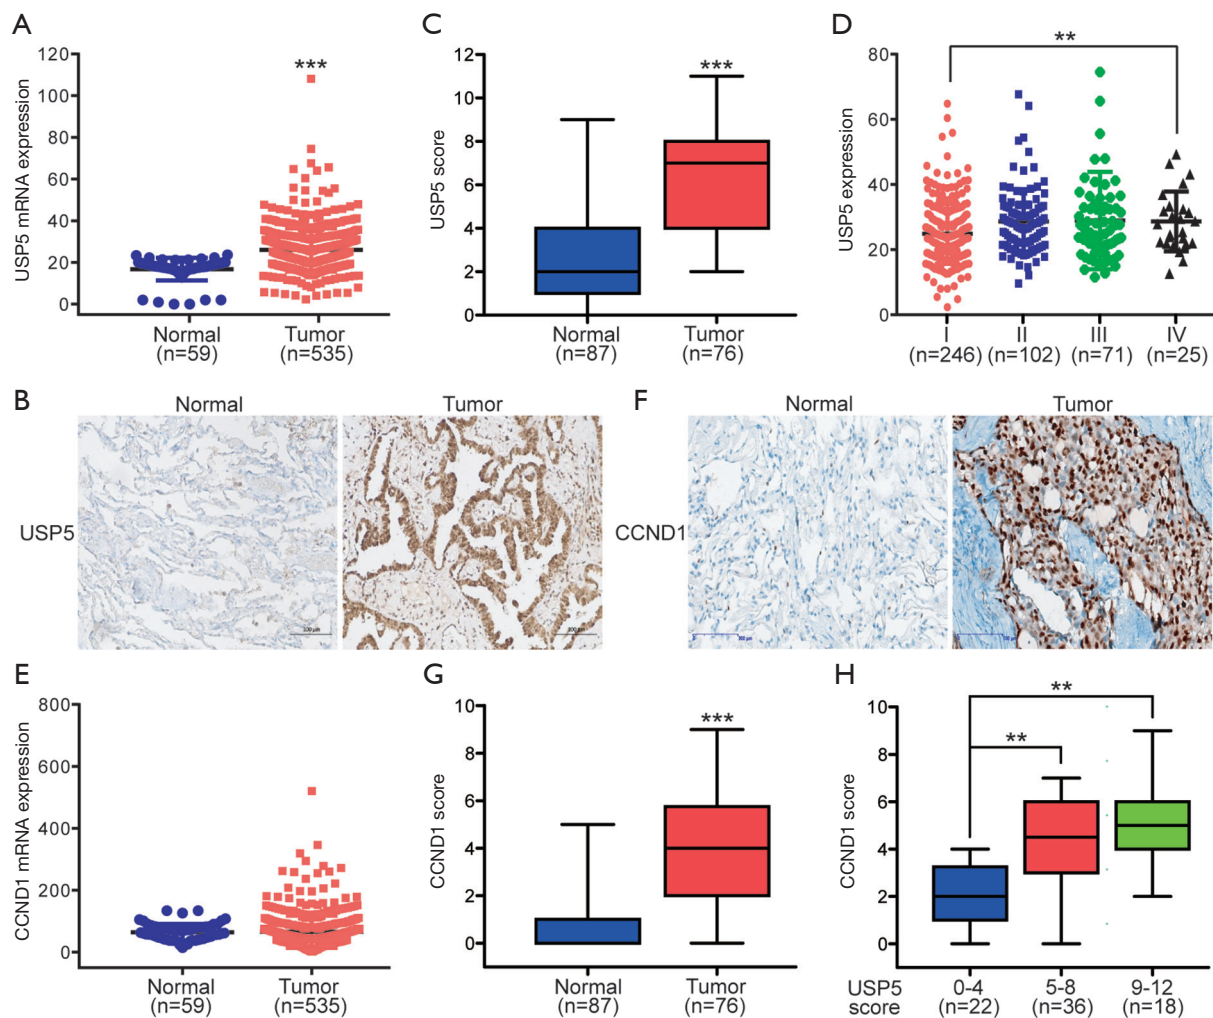 A
USP5 mRNA expression
120
100
80
60
40
20
0
***
Normal
(n=59)
Tumor
(n=535)
C
USP5 score
12
10
8
6
4
2
0
***
Normal
(n=87)
Tumor
(n=76)
D
USP5 expression
80
60
40
20
0
**
I
(n=246)
II
(n=102)
III
(n=71)
IV
(n=25)
B
Normal
Tumor
USP5
100 μm
100 μm
F
Normal
Tumor
CCND1
E
CCND1 mRNA expression
800
600
400
200
0
Normal
(n=59)
Tumor
(n=535)
G
CCND1 score
10
8
6
4
2
0
***
Normal
(n=87)
Tumor
(n=76)
H
CCND1 score
10
8
6
4
2
0
**
**
USP5
score
0-4
(n=22)
5-8
(n=36)
9-12
(n=18)